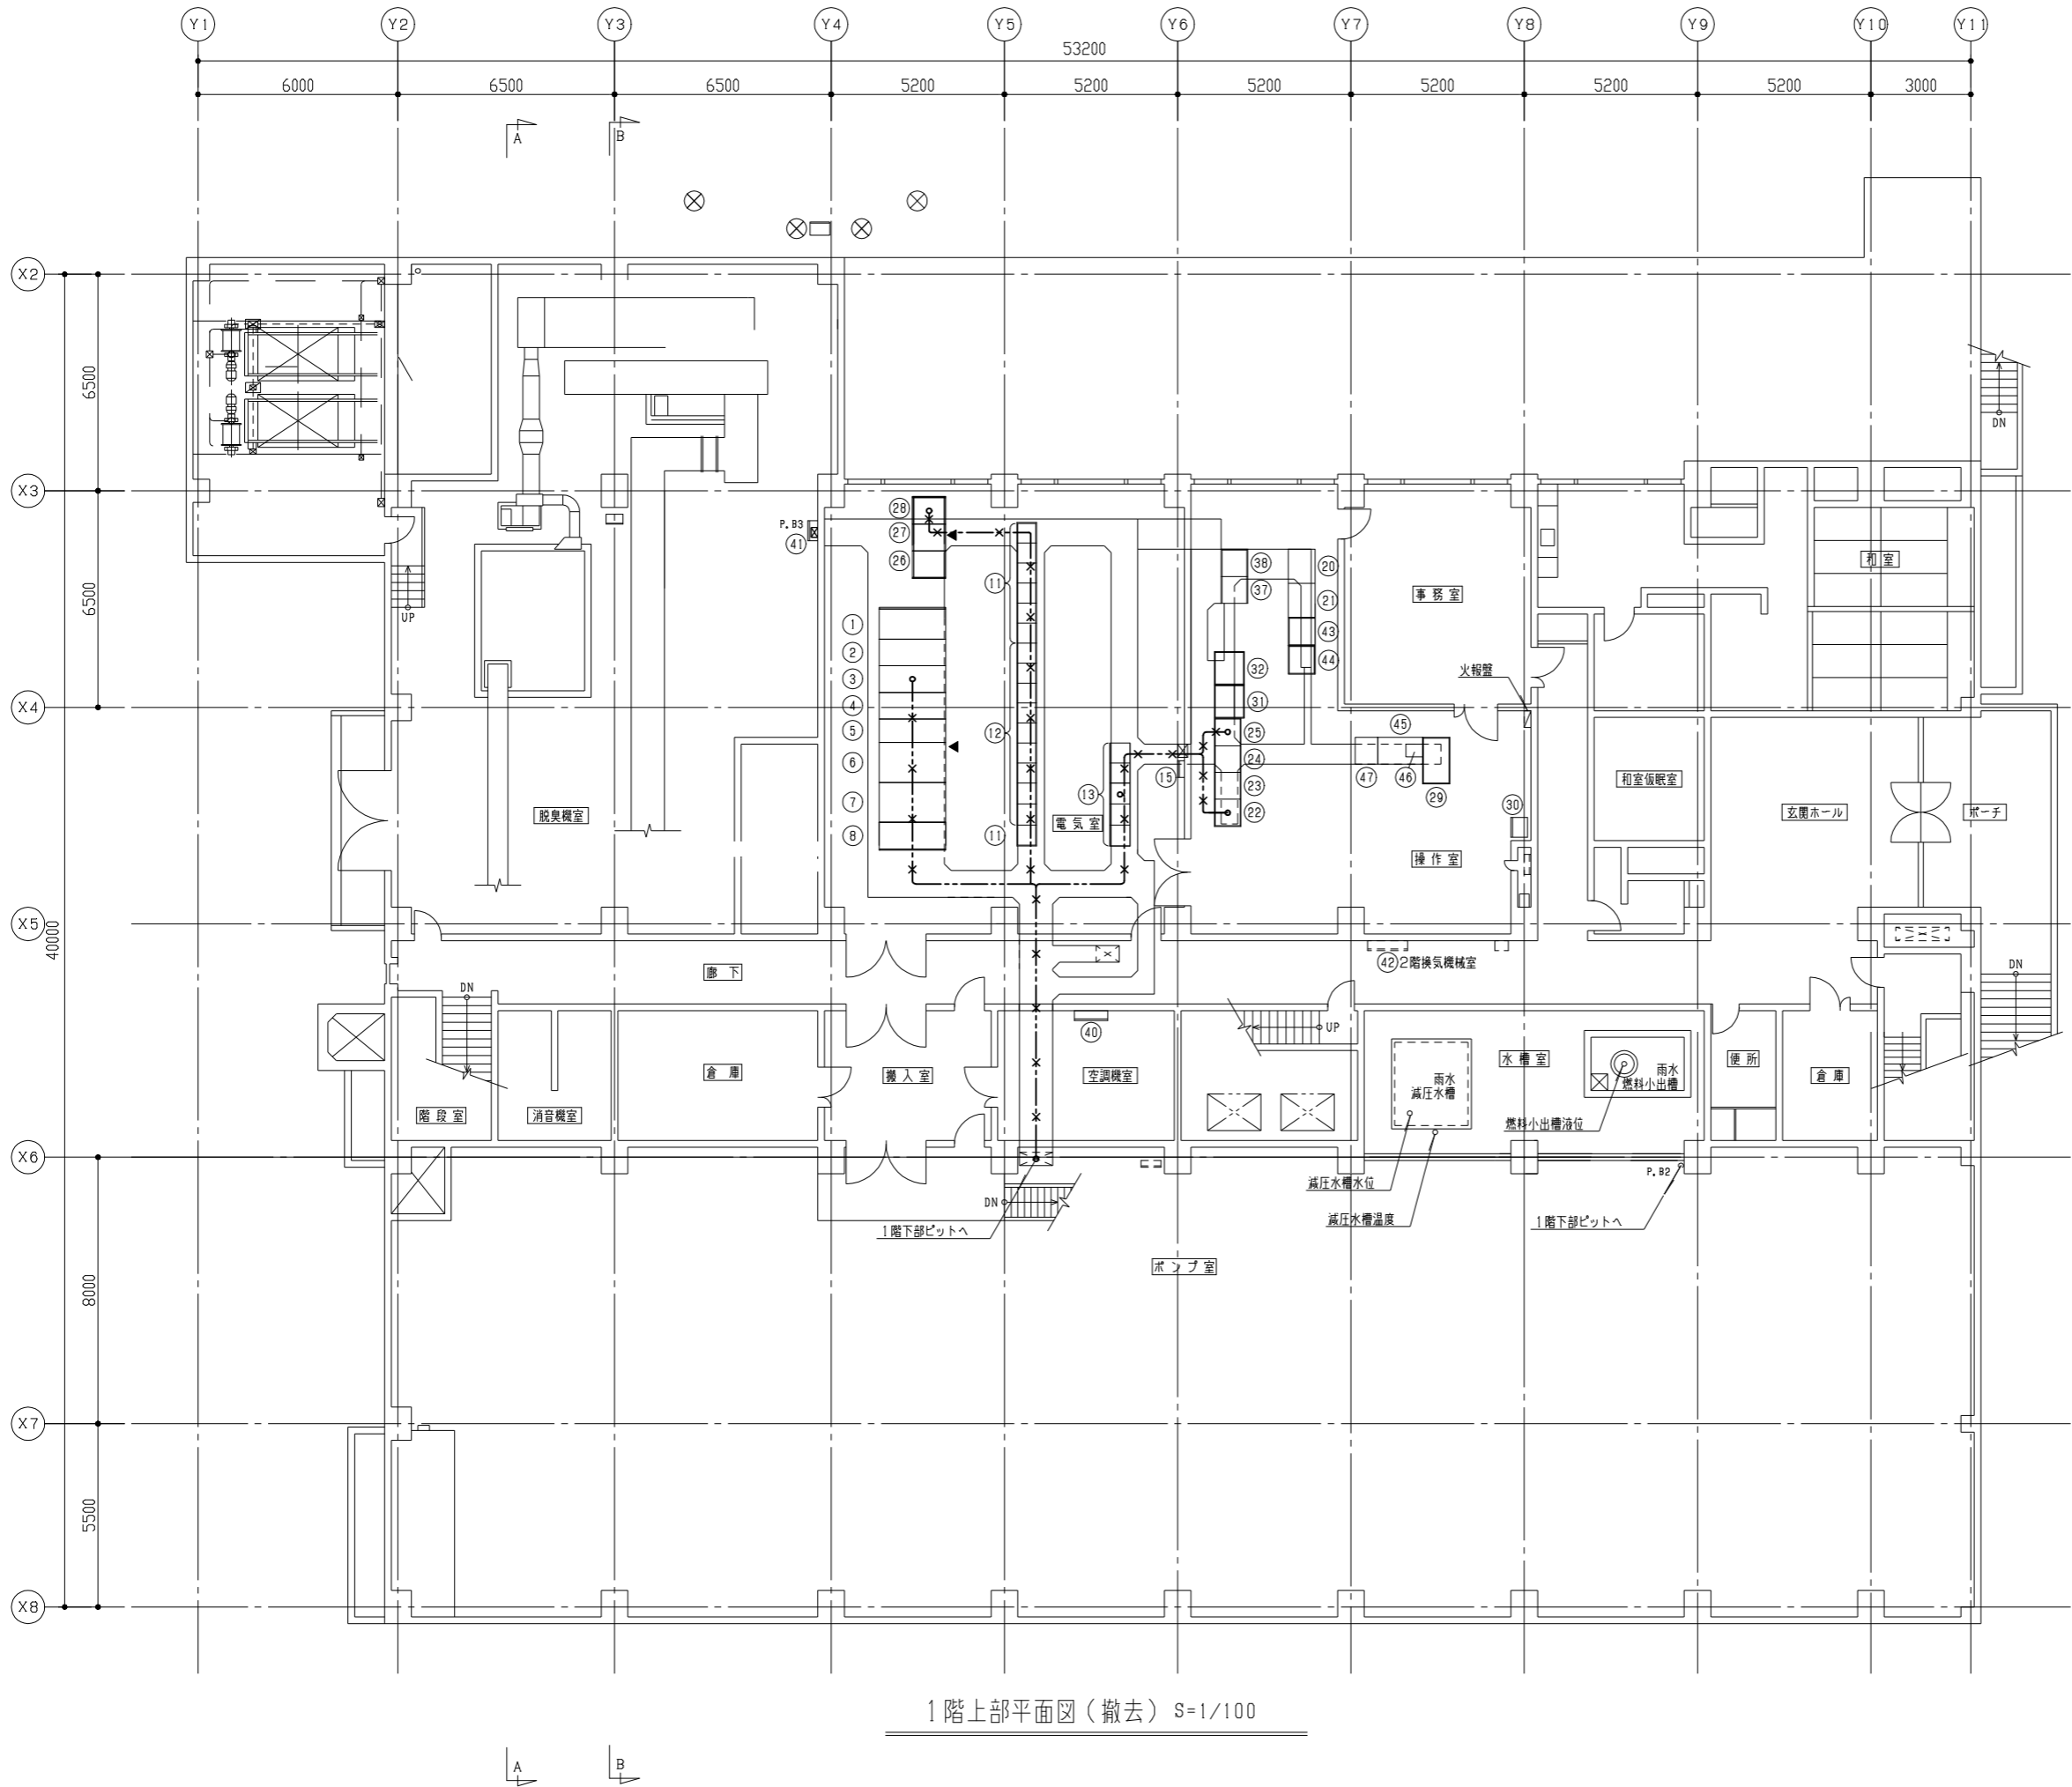 Y1 Y2 Y3 Y4 Y5 Y6 Y7 Y8 Y9 Y10 Y11
53200
6000 6500 6500 5200 5200 5200 5200 5200 5200 3000
A B
X2
6500
DN
X3
28
P.B3 27
41
26
11
38 20
37
21
和室
6500
事務室
UP
1
43
2
32 44
火報盤
3
31
X4
4
25 45
5
12
24
6
15 47 46
和室仮眠室
23
29
13
7
22
30
脱臭機室
電気室
玄関ホール
ポーチ
8
11
操作室
X5
40000
廊下
42 2階換気機械室
DN
DN
UP
40
水槽室
便所
倉庫
搬入室
空調機室
雨水
減圧水槽
雨水
燃料小出槽
倉庫
階段室
消音機室
燃料小出槽液位
X6
P.B2
減圧水槽水位
DN
減圧水槽温度
1階下部ピットへ
1階下部ピットへ
ポンプ室
8000
X7
5500
X8
1階上部平面図(撤去) S=1/100
A B